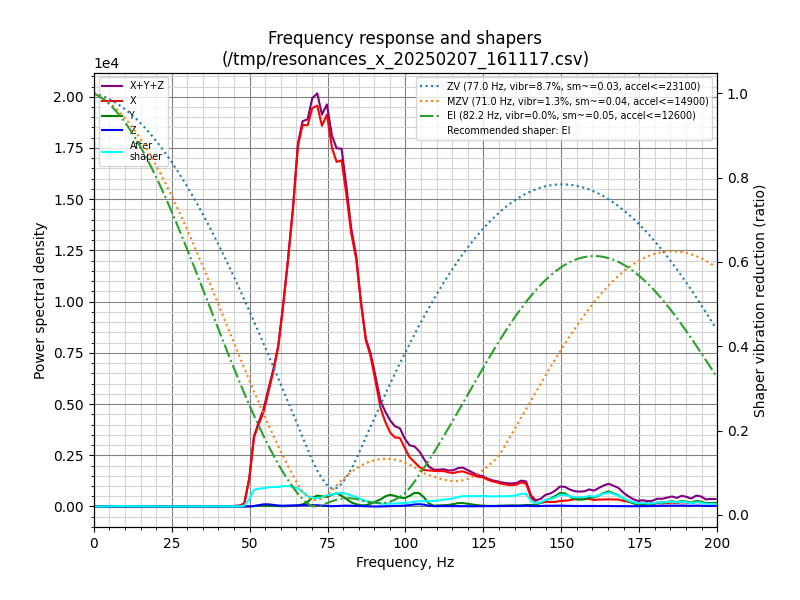 Frequency response and shapers
(/tmp/resonances_x_20250207_161117.csv)
1e4
X+Y+Z
X
Y
Z
After
shaper
ZV (77.0 Hz, vibr=8.7%, sm~=0.03, accel<=23100)
MZV (71.0 Hz, vibr=1.3%, sm~=0.04, accel<=14900)
EI (82.2 Hz, vibr=0.0%, sm~=0.05, accel<=12600)
Recommended shaper: EI
Power spectral density
2.00
1.75
1.50
1.25
1.00
0.75
0.50
0.25
0.00
1.0
0.8
0.6
0.4
0.2
0.0
Shaper vibration reduction (ratio)
0
25
50
75
100
125
150
175
200
Frequency, Hz